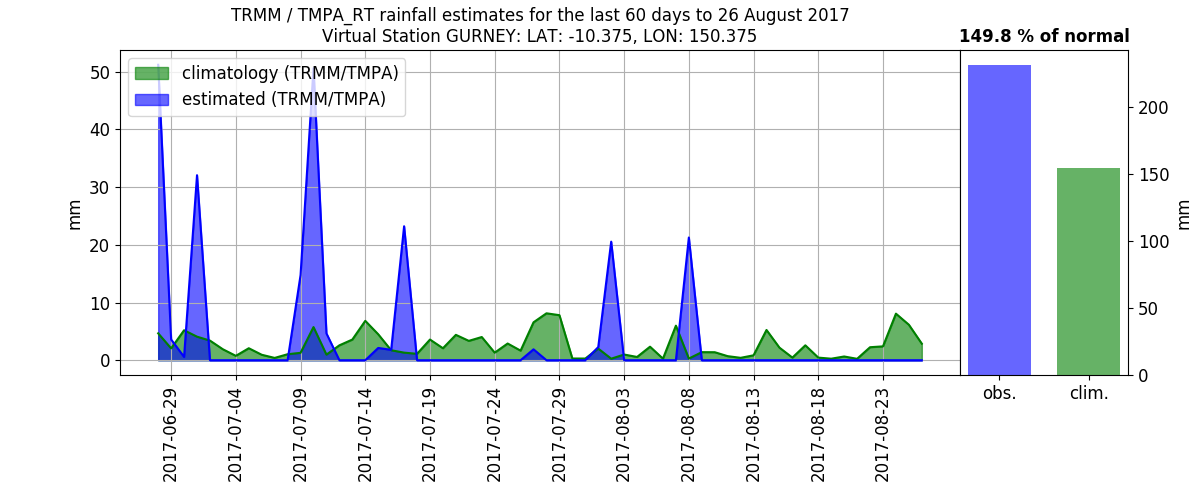 TRMM / TMPA_RT rainfall estimates for the last 60 days to 26 August 2017
Virtual Station GURNEY: LAT: -10.375, LON: 150.375
149.8 % of normal
climatology (TRMM/TMPA)
estimated (TRMM/TMPA)
50
40
30
20
10
0
mm
2017-06-29
2017-07-04
2017-07-09
2017-07-14
2017-07-19
2017-07-24
2017-07-29
2017-08-03
2017-08-08
2017-08-13
2017-08-18
2017-08-23
200
150
100
50
0
mm
obs.
clim.